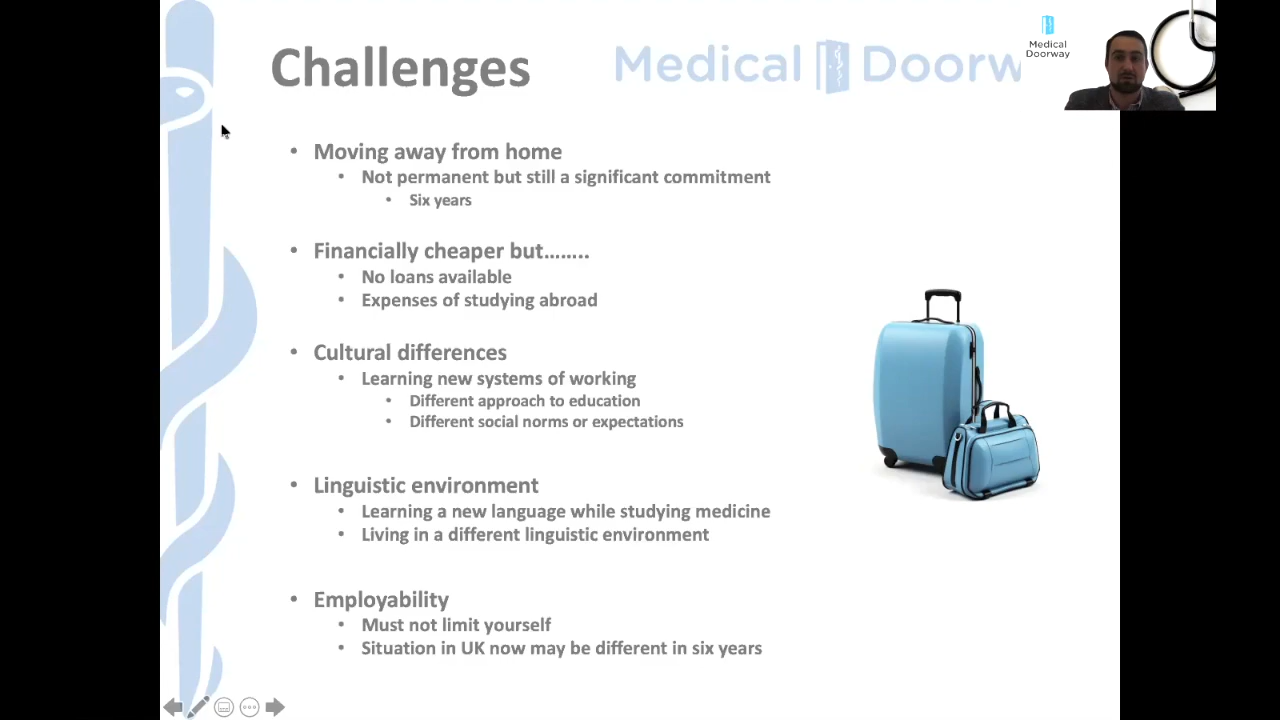 Challenges
Medical Doorw
Medical
Doorway
• Moving away from home
• Not permanent but still a significant commitment
• Six years
• Financially cheaper but........
• No loans available
• Expenses of studying abroad
• Cultural differences
• Learning new systems of working
• Different approach to education
• Different social norms or expectations
• Linguistic environment
• Learning a new language while studying medicine
• Living in a different linguistic environment
• Employability
• Must not limit yourself
• Situation in UK now may be different in six years